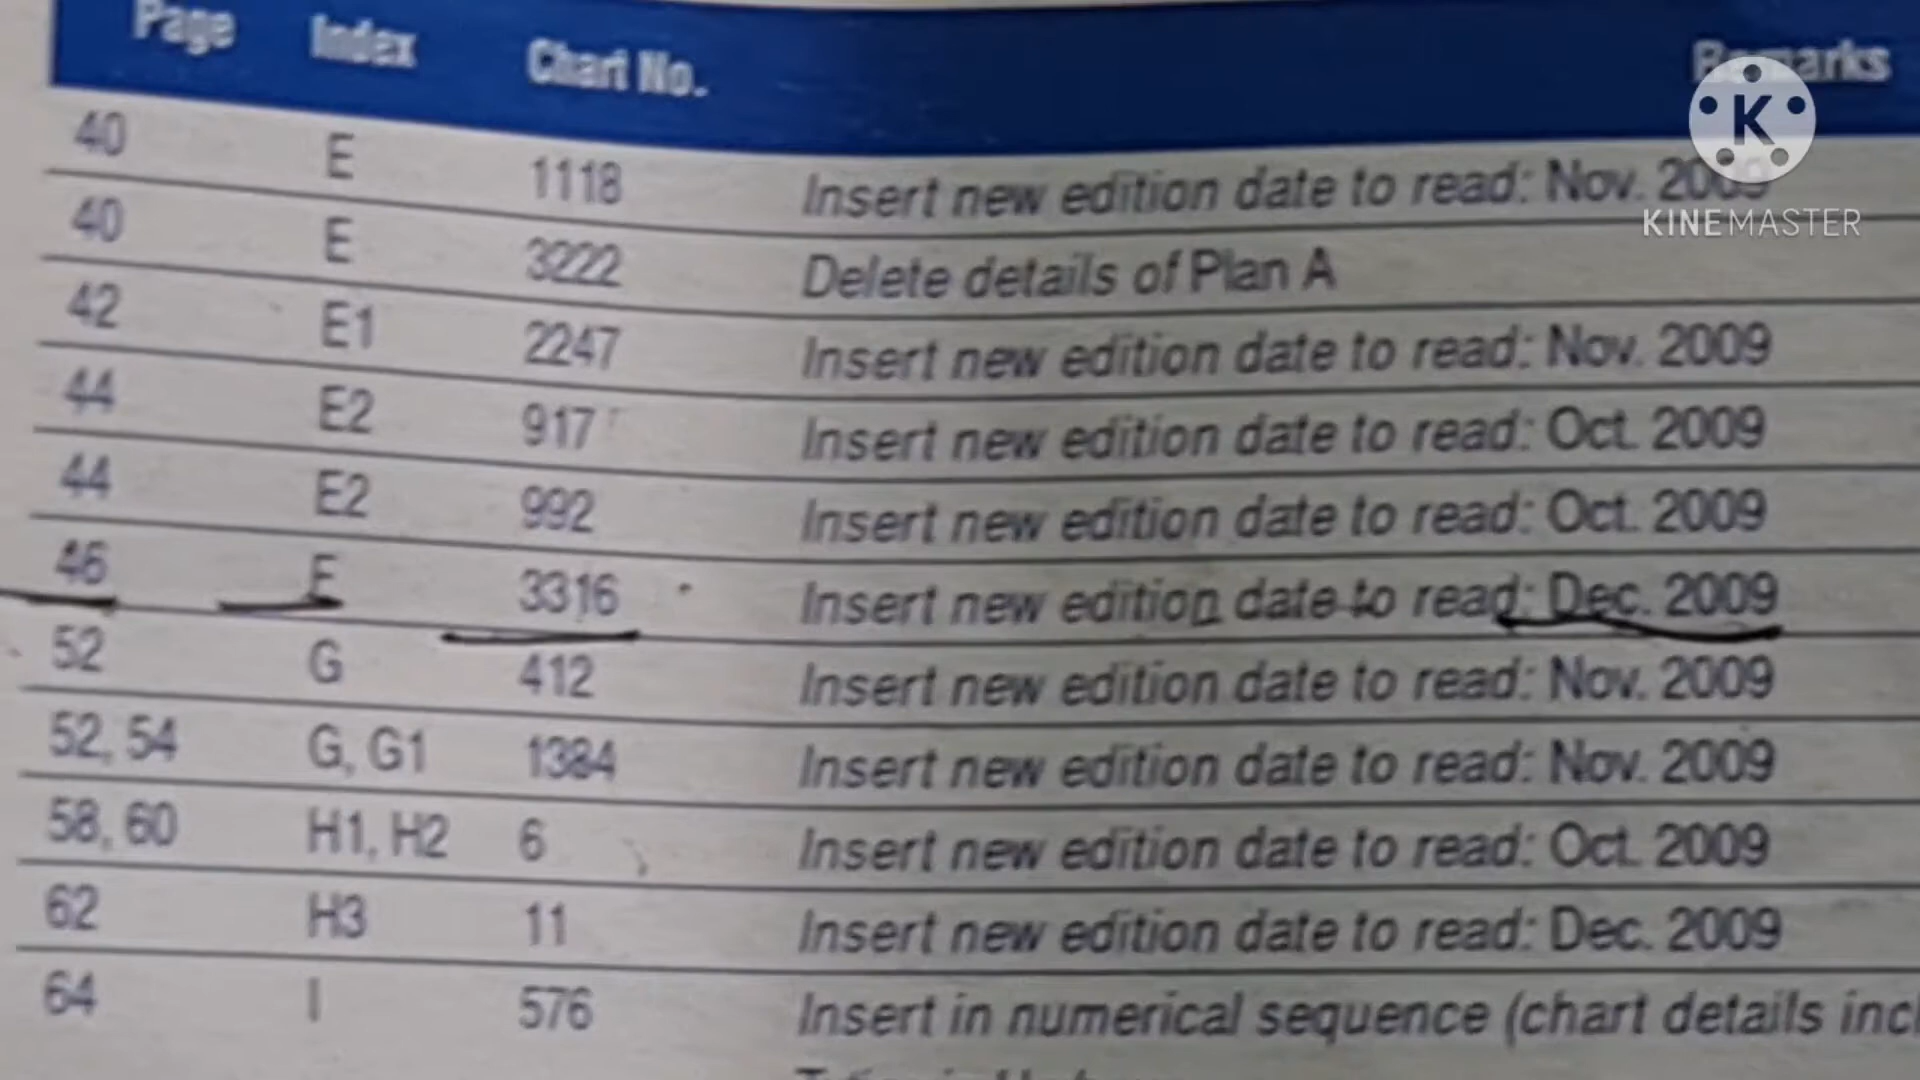 Page Index Chart No. Remarks
40 E 1118 Insert new edition date to read: Nov. 2009
40 E 3222 Delete details of Plan A
42 E1 2247 Insert new edition date to read: Nov. 2009
44 E2 917 Insert new edition date to read: Oct. 2009
44 E2 992 Insert new edition date to read: Oct. 2009
46 F 3316 Insert new edition date to read: Dec. 2009
52 G 412 Insert new edition date to read: Nov. 2009
52, 54 G, G1 1384 Insert new edition date to read: Nov. 2009
58, 60 H1, H2 6 Insert new edition date to read: Oct. 2009
62 H3 11 Insert new edition date to read: Dec. 2009
64 I 576 Insert in numerical sequence (chart details incl
K
KINEMASTER